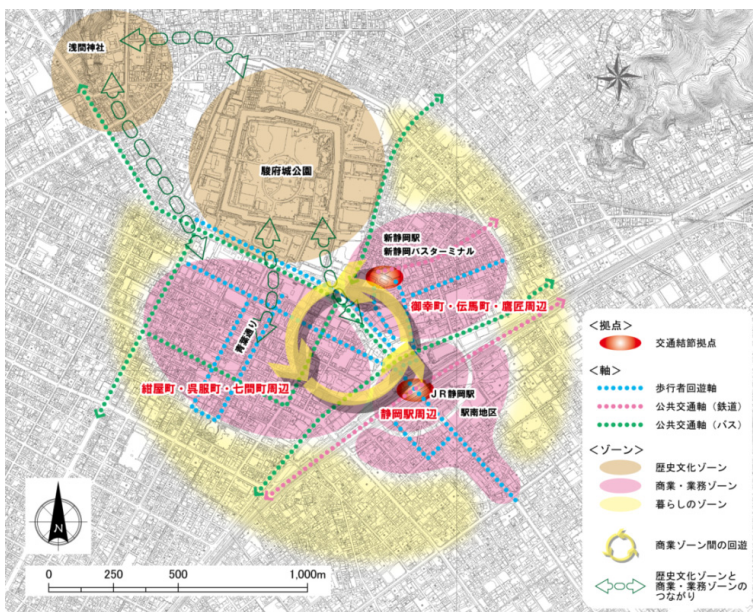 浅間神社
駿府城公園
新静岡駅
新静岡バスターミナル
御幸町・伝馬町・鷹匠周辺
青葉通り
紺屋町・呉服町・七間町周辺
JR静岡駅
静岡駅周辺
駅南地区
N
0 250 500 1,000m
<拠点>
交通結節拠点
<軸>
歩行者回遊軸
公共交通軸（鉄道）
公共交通軸（バス）
<ゾーン>
歴史文化ゾーン
商業・業務ゾーン
暮らしのゾーン
商業ゾーン間の回遊
歴史文化ゾーンと
商業・業務ゾーンの
つながり